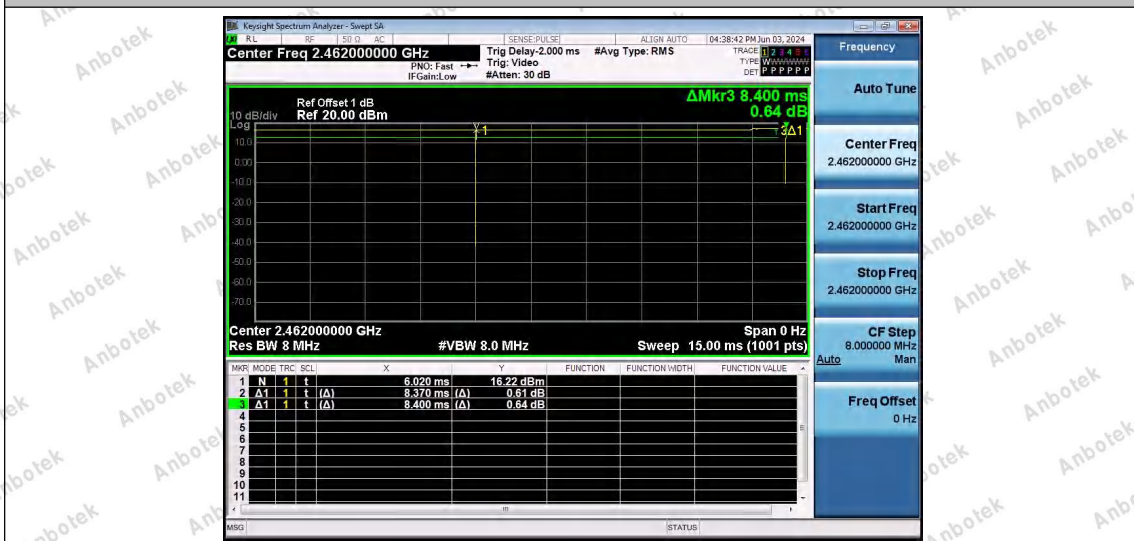 Keysight Spectrum Analyzer - Swept SA
RL RF 50 Ω AC SENSE:PULSE ALIGN AUTO 04:38:42 PM Jun 03, 2024
Center Freq 2.462000000 GHz
PNO: Fast
IFGain:Low
Trig Delay-2.000 ms
Trig: Video
#Atten: 30 dB
#Avg Type: RMS
TRACE 1 2 3 4 5 6
TYPE W
DET P P P P P P
Frequency
Auto Tune
Center Freq
2.462000000 GHz
Start Freq
2.462000000 GHz
Stop Freq
2.462000000 GHz
CF Step
8.000000 MHz
Auto Man
Freq Offset
0 Hz
ΔMkr3 8.400 ms
0.64 dB
Ref Offset 1 dB
10 dB/div Ref 20.00 dBm
Log
1
3Δ1
10.0
0.00
-10.0
-20.0
-30.0
-40.0
-50.0
-60.0
-70.0
Center 2.462000000 GHz Span 0 Hz
Res BW 8 MHz #VBW 8.0 MHz Sweep 15.00 ms (1001 pts)
MKR MODE TRC SCL X Y FUNCTION FUNCTION WIDTH FUNCTION VALUE
1 N 1 t 6.020 ms 16.22 dBm
2 Δ1 1 t (Δ) 8.370 ms (Δ) 0.61 dB
3 Δ1 1 t (Δ) 8.400 ms (Δ) 0.64 dB
4
5
6
7
8
9
10
11
MSG STATUS
Anbotek